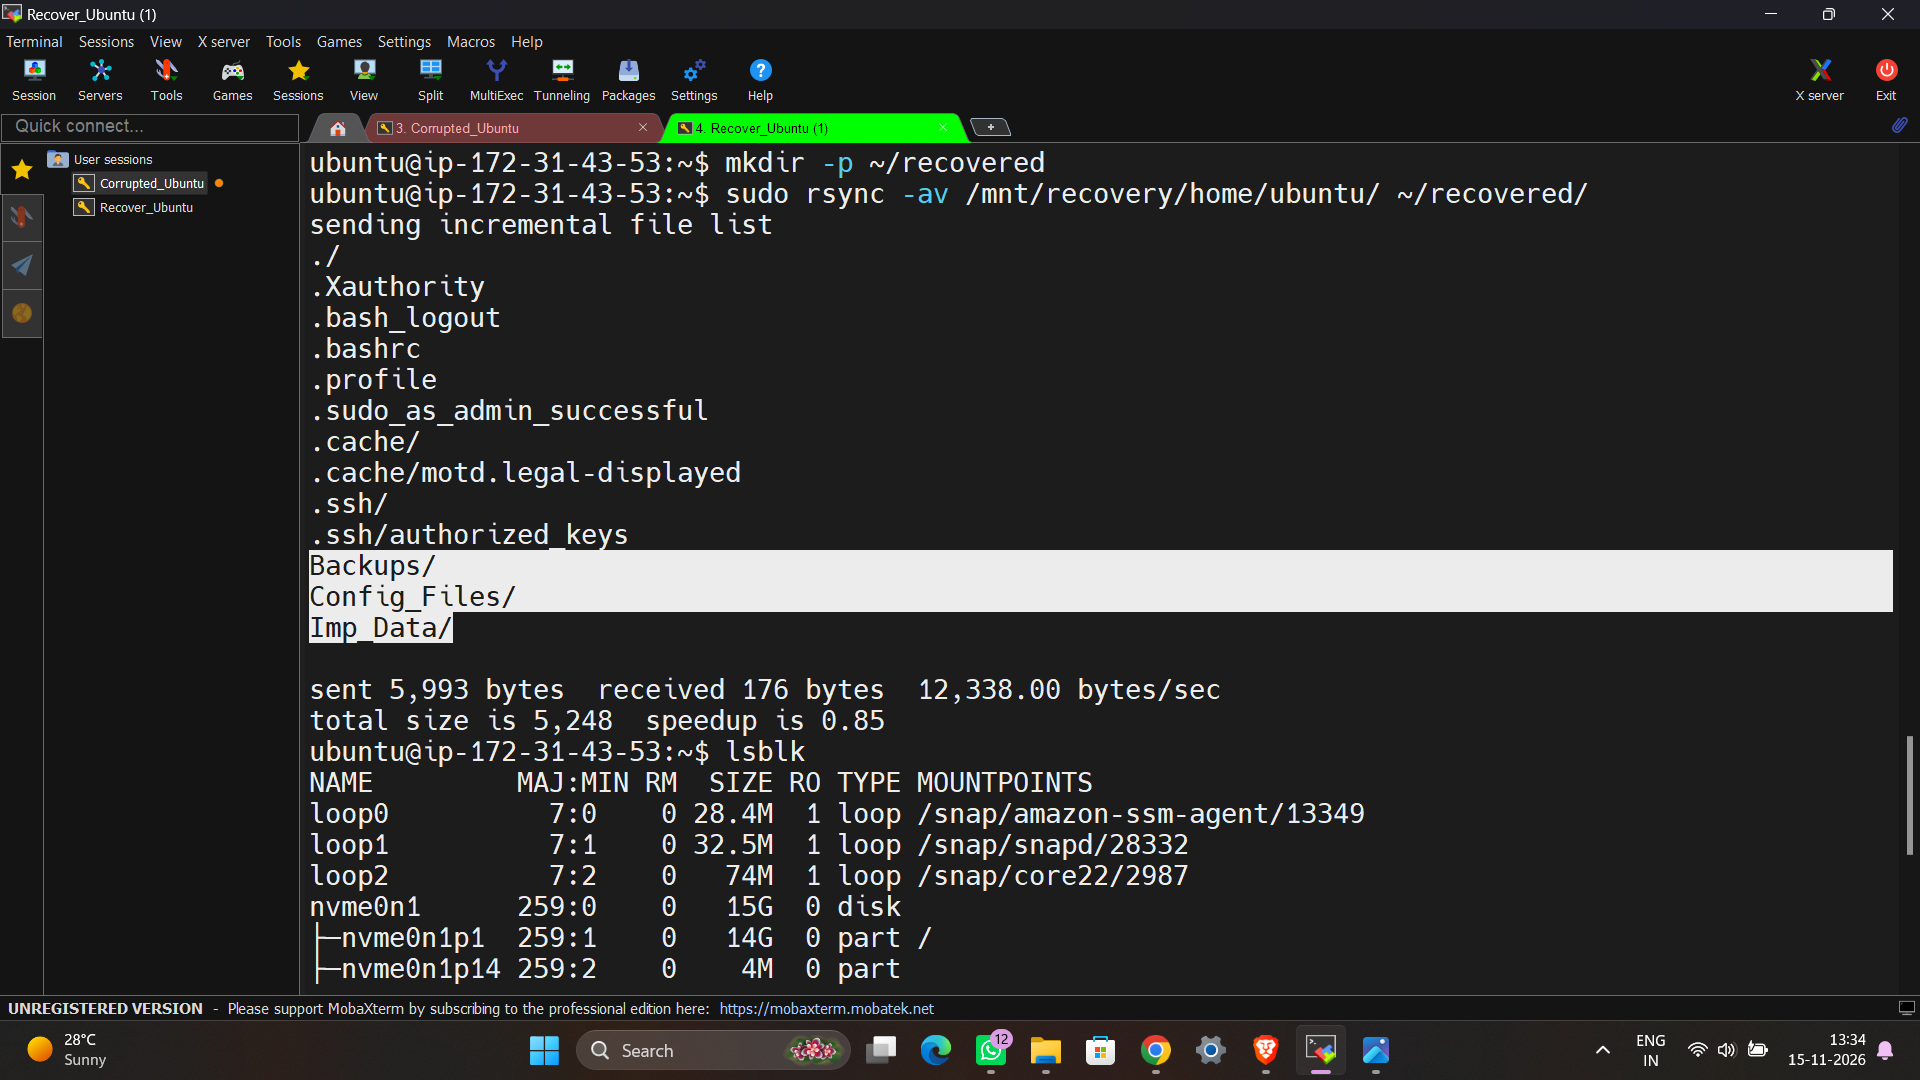 Recover_Ubuntu (1)
Terminal Sessions View X server Tools Games Settings Macros Help
Session Servers Tools Games Sessions View Split MultiExec Tunneling Packages Settings Help X server Exit
Quick connect...
3. Corrupted_Ubuntu
4. Recover_Ubuntu (1)
User sessions
Corrupted_Ubuntu
Recover_Ubuntu
ubuntu@ip-172-31-43-53:~$ mkdir -p ~/recovered
ubuntu@ip-172-31-43-53:~$ sudo rsync -av /mnt/recovery/home/ubuntu/ ~/recovered/
sending incremental file list
./
.Xauthority
.bash_logout
.bashrc
.profile
.sudo_as_admin_successful
.cache/
.cache/motd.legal-displayed
.ssh/
.ssh/authorized_keys
Backups/
Config_Files/
Imp_Data/
sent 5,993 bytes  received 176 bytes  12,338.00 bytes/sec
total size is 5,248  speedup is 0.85
ubuntu@ip-172-31-43-53:~$ lsblk
NAME         MAJ:MIN RM  SIZE RO TYPE MOUNTPOINTS
loop0          7:0    0 28.4M  1 loop /snap/amazon-ssm-agent/13349
loop1          7:1    0 32.5M  1 loop /snap/snapd/28332
loop2          7:2    0   74M  1 loop /snap/core22/2987
nvme0n1      259:0    0   15G  0 disk
├─nvme0n1p1  259:1    0   14G  0 part /
├─nvme0n1p14 259:2    0    4M  0 part
UNREGISTERED VERSION - Please support MobaXterm by subscribing to the professional edition here: https://mobaxterm.mobatek.net
28°C
Sunny
Search
12
ENG
IN
13:34
15-11-2026